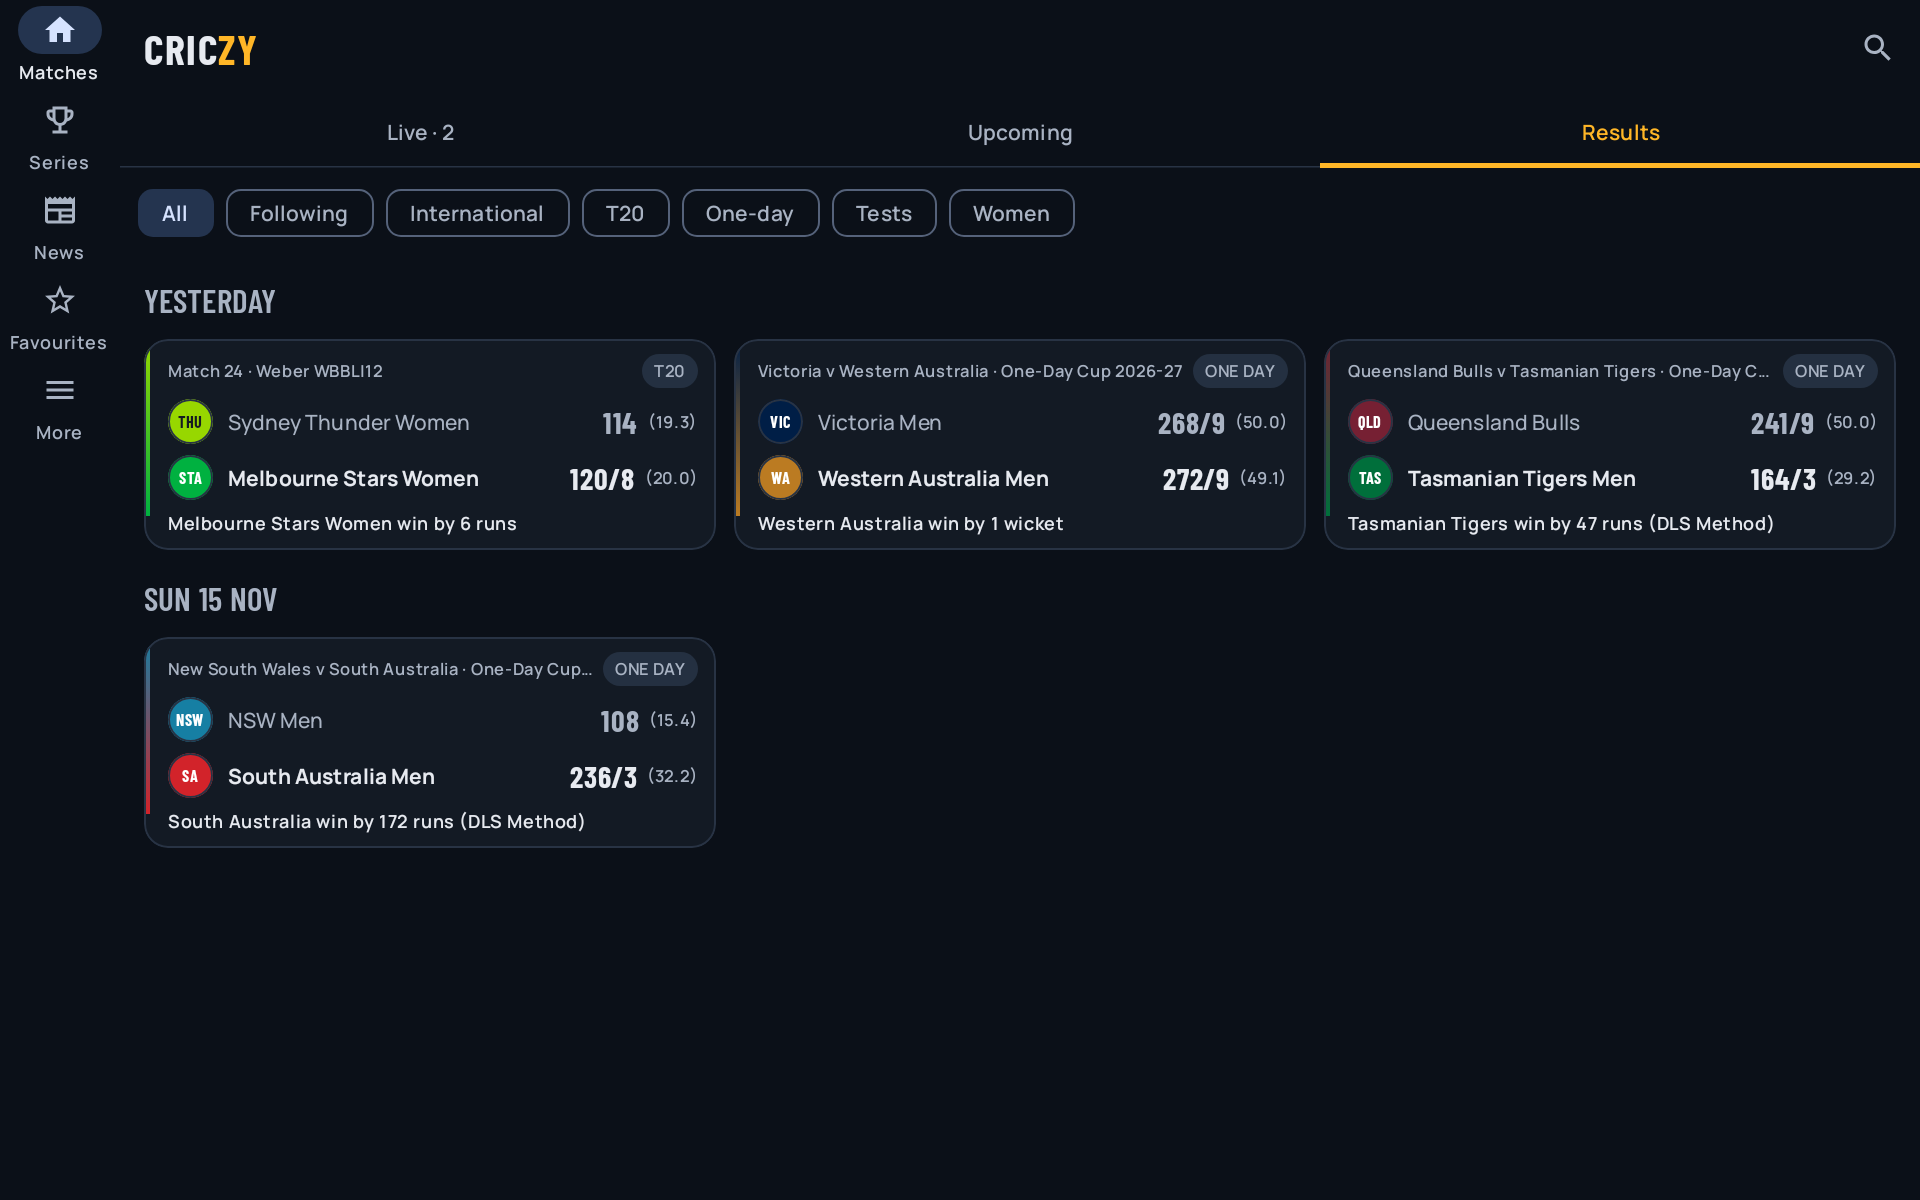 CRICZY
Matches
Series
News
Favourites
More
Live · 2
Upcoming
Results
All
Following
International
T20
One-day
Tests
Women
YESTERDAY
Match 24 · Weber WBBL|12
T20
THU Sydney Thunder Women 114 (19.3)
STA Melbourne Stars Women 120/8 (20.0)
Melbourne Stars Women win by 6 runs
Victoria v Western Australia · One-Day Cup 2026-27
ONE DAY
VIC Victoria Men 268/9 (50.0)
WA Western Australia Men 272/9 (49.1)
Western Australia win by 1 wicket
Queensland Bulls v Tasmanian Tigers · One-Day C...
ONE DAY
QLD Queensland Bulls 241/9 (50.0)
TAS Tasmanian Tigers Men 164/3 (29.2)
Tasmanian Tigers win by 47 runs (DLS Method)
SUN 15 NOV
New South Wales v South Australia · One-Day Cup...
ONE DAY
NSW NSW Men 108 (15.4)
SA South Australia Men 236/3 (32.2)
South Australia win by 172 runs (DLS Method)